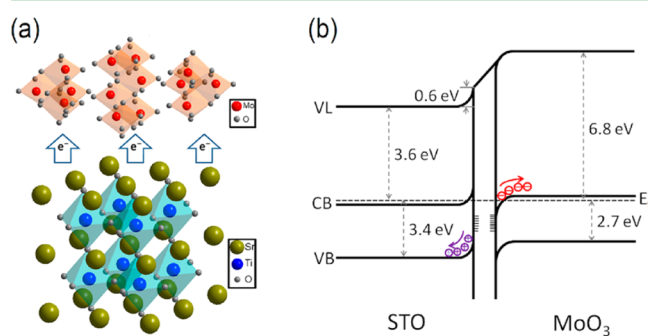 (a)
Mo
O
e⁻ e⁻ e⁻
Sr
Ti
O
(b)
0.6 eV
VL
6.8 eV
3.6 eV
CB
E
3.4 eV
2.7 eV
VB
STO
MoO₃